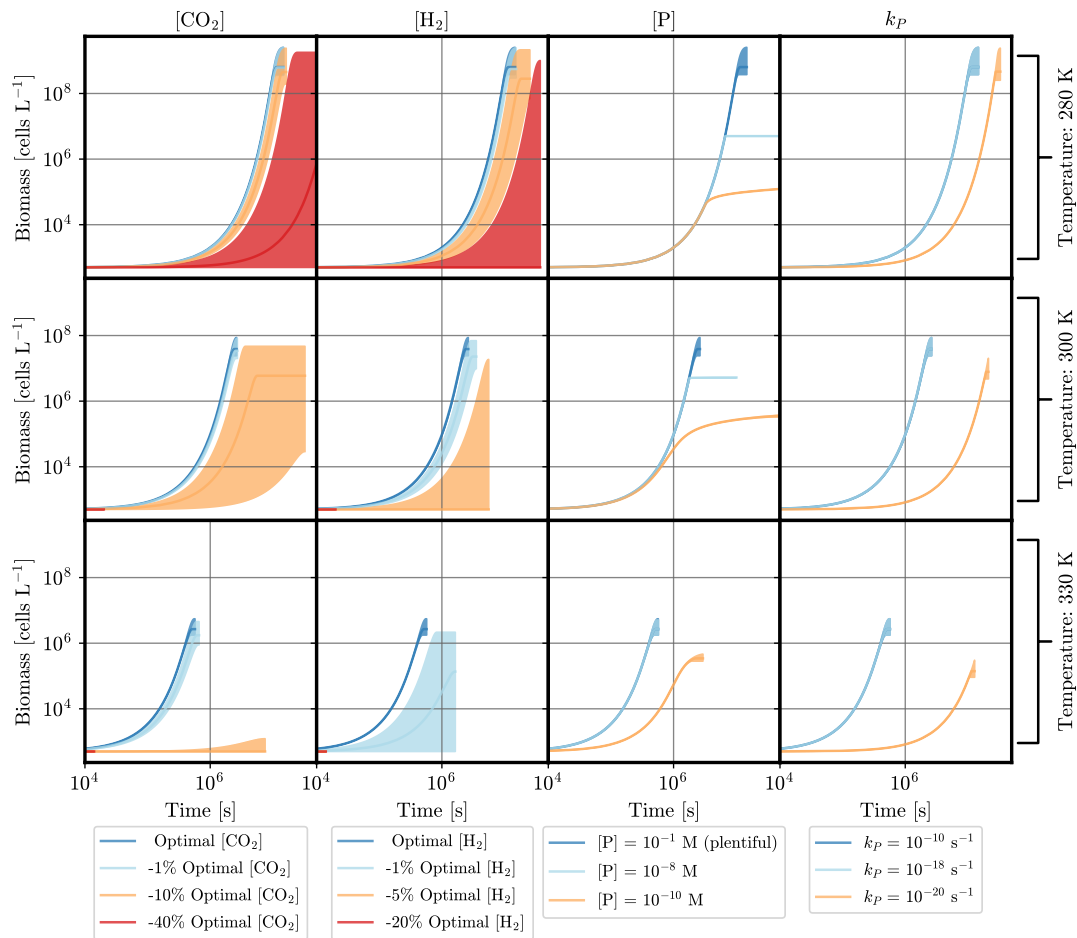 [CO₂] [H₂] [P] k_P
Biomass [cells L⁻¹]
10⁸
10⁶
10⁴
Temperature: 280 K
Biomass [cells L⁻¹]
10⁸
10⁶
10⁴
Temperature: 300 K
Biomass [cells L⁻¹]
10⁸
10⁶
10⁴
Temperature: 330 K
10⁴ 10⁶ 10⁴ 10⁶ 10⁴ 10⁶ 10⁴ 10⁶
Time [s] Time [s] Time [s] Time [s]
Optimal [CO₂]
-1% Optimal [CO₂]
-10% Optimal [CO₂]
-40% Optimal [CO₂]
Optimal [H₂]
-1% Optimal [H₂]
-5% Optimal [H₂]
-20% Optimal [H₂]
[P] = 10⁻¹ M (plentiful)
[P] = 10⁻⁸ M
[P] = 10⁻¹⁰ M
k_P = 10⁻¹⁰ s⁻¹
k_P = 10⁻¹⁸ s⁻¹
k_P = 10⁻²⁰ s⁻¹